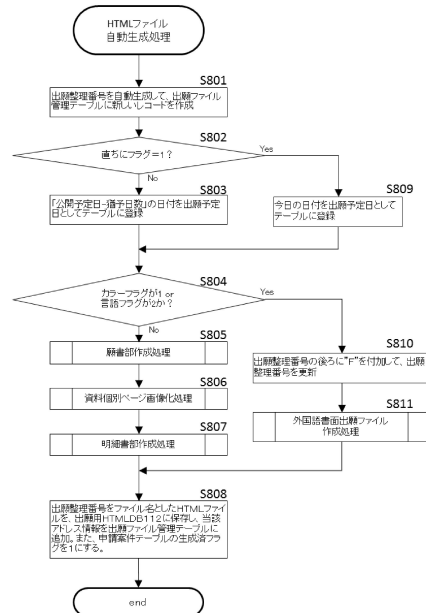 HTMLファイル
自動生成処理
S801
出願整理番号を自動生成して、出願ファイル
管理テーブルに新しいレコードを作成
S802
直ちにフラグ＝1？
Yes
No
S803
「公開予定日-猶予日数」の日付を出願予定
日としてテーブルに登録
S809
今日の日付を出願予定日として
テーブルに登録
S804
カラーフラグが1 or
言語フラグが2か？
Yes
No
S805
願書部作成処理
S806
資料個別ページ画像化処理
S807
明細書部作成処理
S810
出願整理番号の後ろに"F"を付加して、出願
整理番号を更新
S811
外国語書面出願ファイル
作成処理
S808
出願整理番号をファイル名としたHTMLファイ
ルを、出願用HTMLDB112に保存し、当該
アドレス情報を出願ファイル管理テーブルに
追加。また、申請案件テーブルの生成済フラ
グを1にする。
end